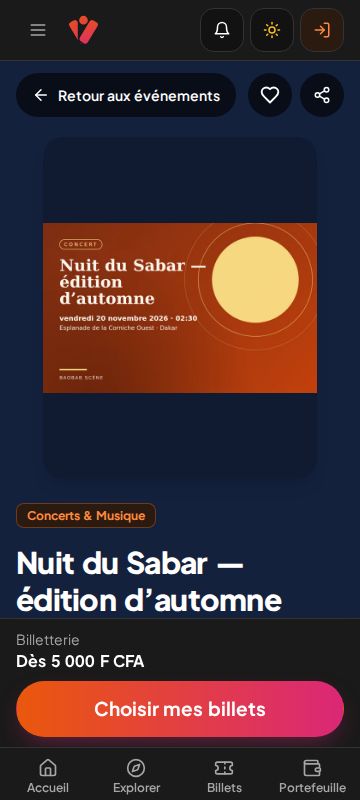 Retour aux événements
CONCERT
Nuit du Sabar —
édition
d’automne
vendredi 20 novembre 2026 · 02:30
Esplanade de la Corniche Ouest · Dakar
BAOBAB SCÈNE
Concerts & Musique
Nuit du Sabar —
édition d’automne
Billetterie
Dès 5 000 F CFA
Choisir mes billets
Accueil
Explorer
Billets
Portefeuille